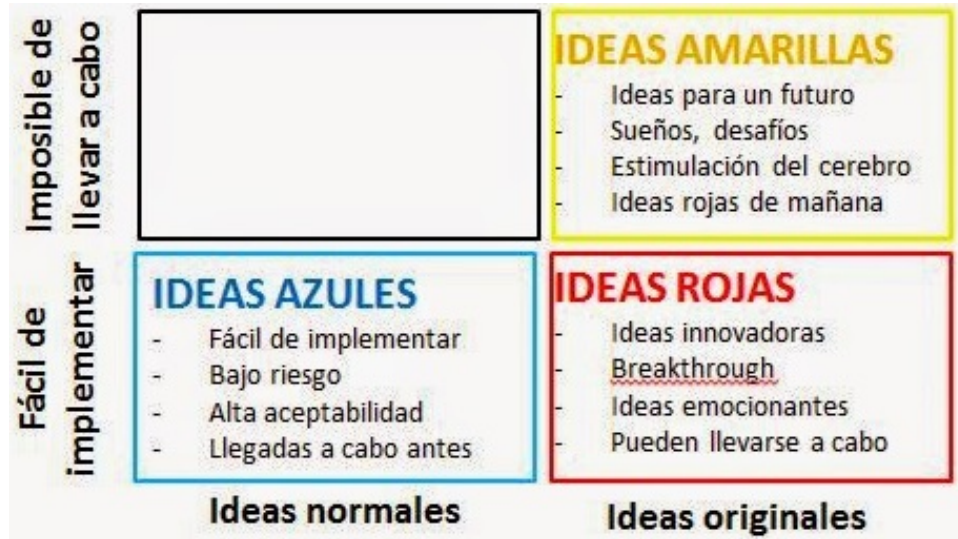 Imposible de
llevar a cabo
IDEAS AMARILLAS
- Ideas para un futuro
- Sueños, desafíos
- Estimulación del cerebro
- Ideas rojas de mañana
Fácil de
implementar
IDEAS AZULES
- Fácil de implementar
- Bajo riesgo
- Alta aceptabilidad
- Llegadas a cabo antes
IDEAS ROJAS
- Ideas innovadoras
- Breakthrough
- Ideas emocionantes
- Pueden llevarse a cabo
Ideas normales
Ideas originales